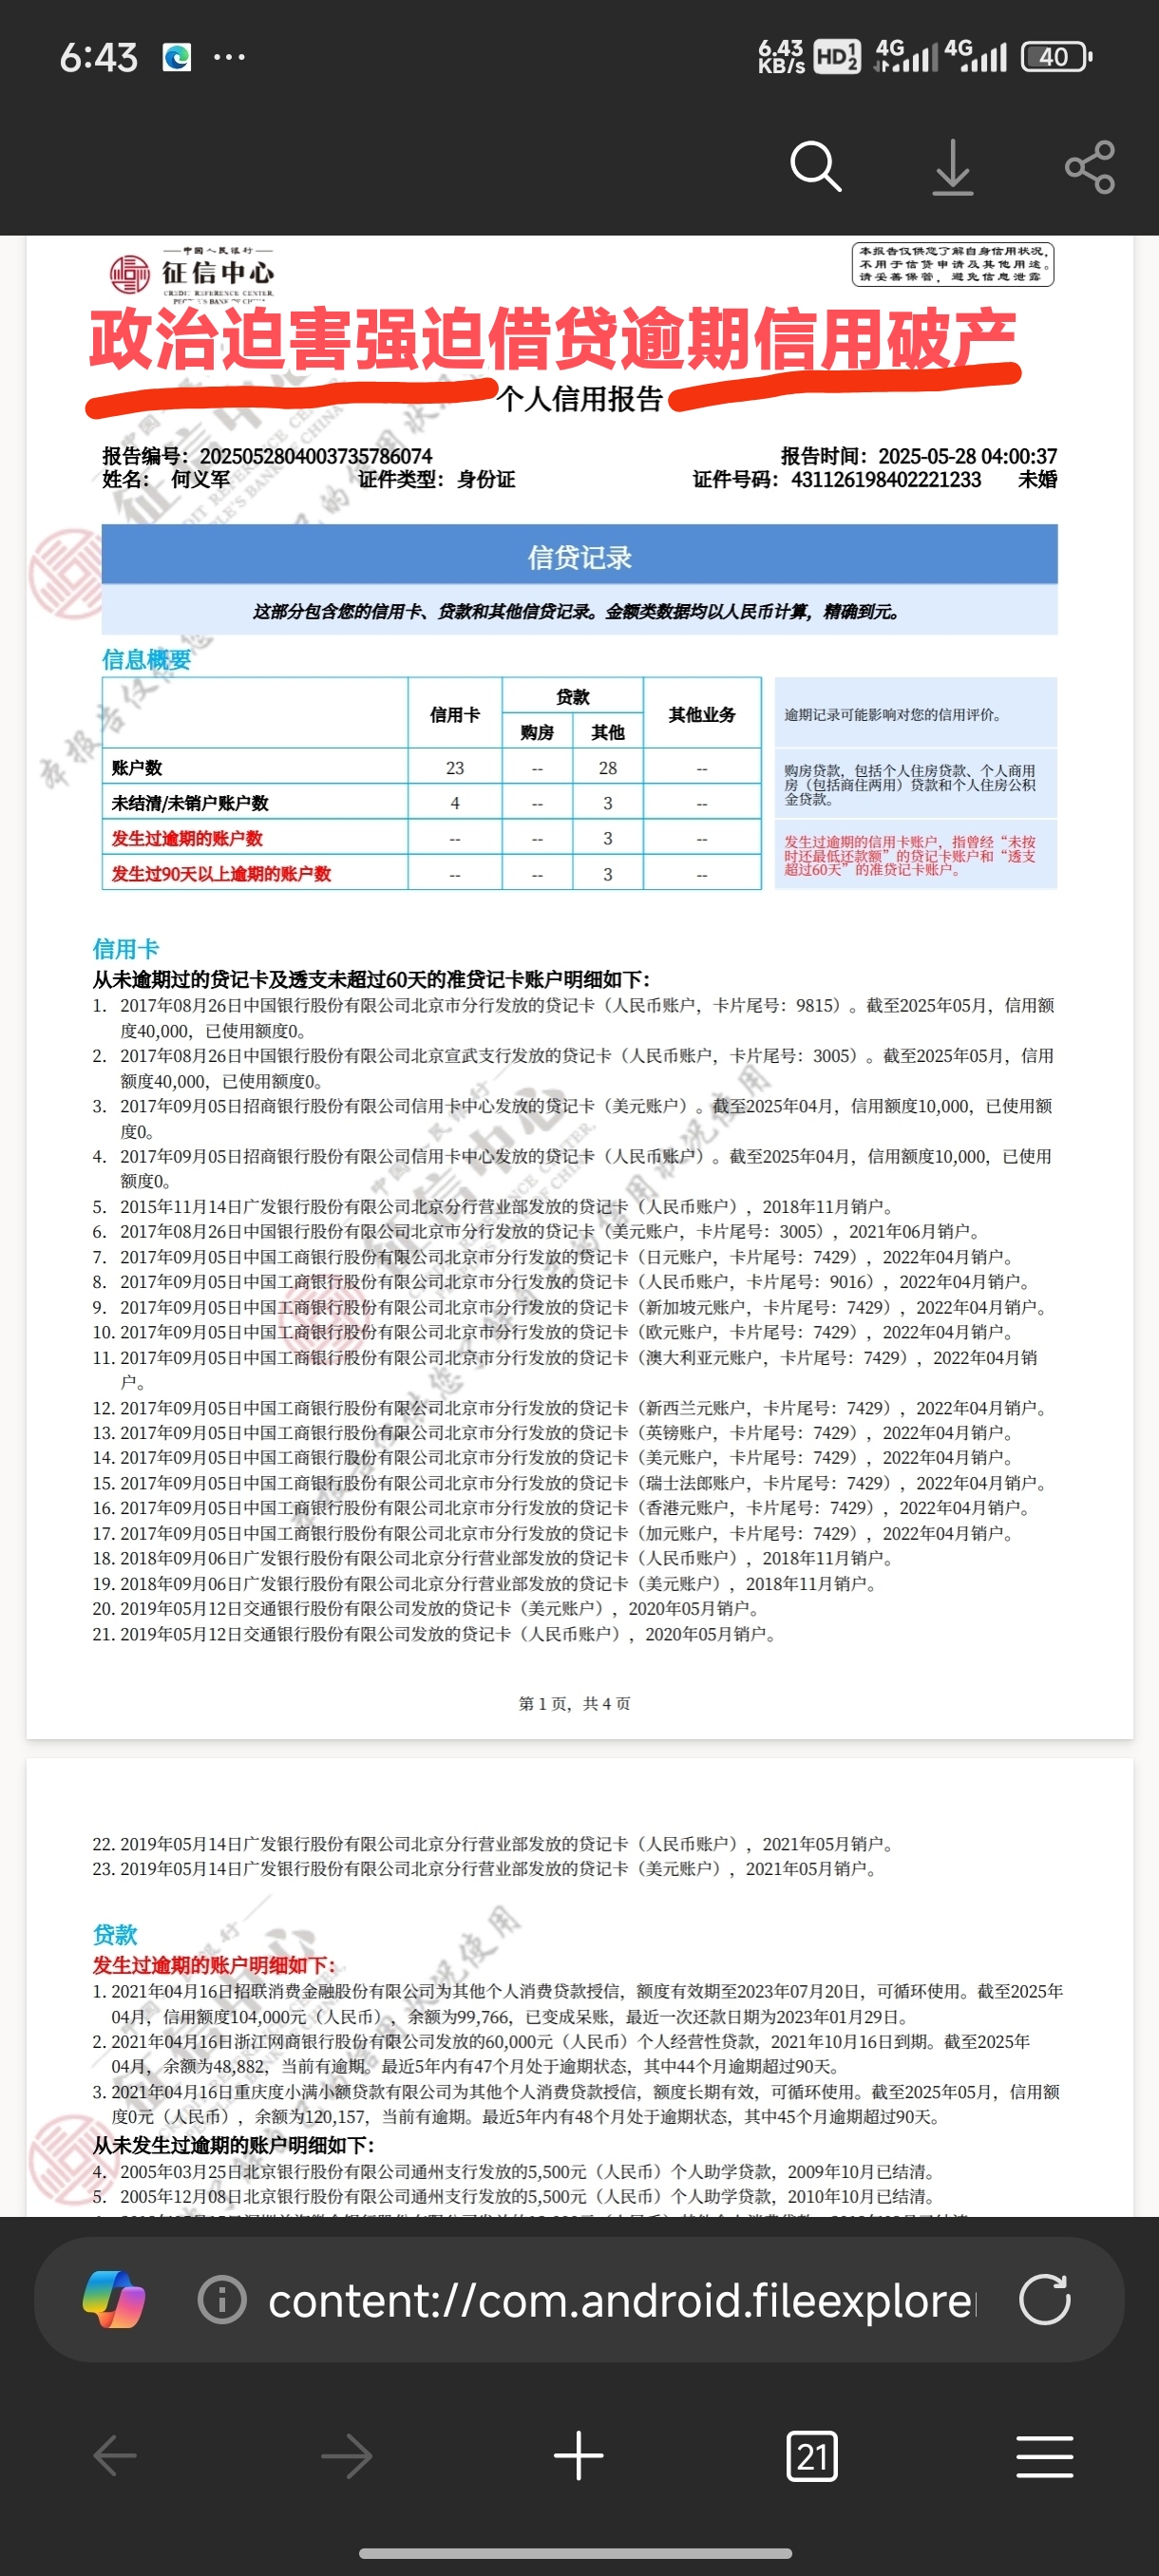 6:43
6.43 KB/s HD 1 2 4G 4G 40
中国人民银行
征信中心
CREDIT REFERENCE CENTER,
PEOPLE'S BANK OF CHINA
本报告仅供您了解自身信用状况，
不用于信贷申请及其他用途。
请妥善保管，避免信息泄露
政治迫害强迫借贷逾期信用破产
个人信用报告
报告编号：2025052804003735786074 报告时间：2025-05-28 04:00:37
姓名： 何义军 证件类型：身份证 证件号码：431126198402221233 未婚
信贷记录
这部分包含您的信用卡、贷款和其他信贷记录。金额类数据均以人民币计算，精确到元。
信息概要
信用卡 贷款 其他业务
购房 其他
账户数 23 -- 28 --
未结清/未销户账户数 4 -- 3 --
发生过逾期的账户数 -- -- 3 --
发生过90天以上逾期的账户数 -- -- 3 --
逾期记录可能影响对您的信用评价。
购房贷款，包括个人住房贷款、个人商用
房（包括商住两用）贷款和个人住房公积
金贷款。
发生过逾期的信用卡账户，指曾经“未按
时还最低还款额”的贷记卡账户和“透支
超过60天”的准贷记卡账户。
信用卡
从未逾期过的贷记卡及透支未超过60天的准贷记卡账户明细如下：
1. 2017年08月26日中国银行股份有限公司北京市分行发放的贷记卡（人民币账户，卡片尾号：9815）。截至2025年05月，信用额
度40,000，已使用额度0。
2. 2017年08月26日中国银行股份有限公司北京宣武支行发放的贷记卡（人民币账户，卡片尾号：3005）。截至2025年05月，信用
额度40,000，已使用额度0。
3. 2017年09月05日招商银行股份有限公司信用卡中心发放的贷记卡（美元账户）。截至2025年04月，信用额度10,000，已使用额
度0。
4. 2017年09月05日招商银行股份有限公司信用卡中心发放的贷记卡（人民币账户）。截至2025年04月，信用额度10,000，已使用
额度0。
5. 2015年11月14日广发银行股份有限公司北京分行营业部发放的贷记卡（人民币账户），2018年11月销户。
6. 2017年08月26日中国银行股份有限公司北京市分行发放的贷记卡（美元账户，卡片尾号：3005），2021年06月销户。
7. 2017年09月05日中国工商银行股份有限公司北京市分行发放的贷记卡（日元账户，卡片尾号：7429），2022年04月销户。
8. 2017年09月05日中国工商银行股份有限公司北京市分行发放的贷记卡（人民币账户，卡片尾号：9016），2022年04月销户。
9. 2017年09月05日中国工商银行股份有限公司北京市分行发放的贷记卡（新加坡元账户，卡片尾号：7429），2022年04月销户。
10. 2017年09月05日中国工商银行股份有限公司北京市分行发放的贷记卡（欧元账户，卡片尾号：7429），2022年04月销户。
11. 2017年09月05日中国工商银行股份有限公司北京市分行发放的贷记卡（澳大利亚元账户，卡片尾号：7429），2022年04月销
户。
12. 2017年09月05日中国工商银行股份有限公司北京市分行发放的贷记卡（新西兰元账户，卡片尾号：7429），2022年04月销户。
13. 2017年09月05日中国工商银行股份有限公司北京市分行发放的贷记卡（英镑账户，卡片尾号：7429），2022年04月销户。
14. 2017年09月05日中国工商银行股份有限公司北京市分行发放的贷记卡（美元账户，卡片尾号：7429），2022年04月销户。
15. 2017年09月05日中国工商银行股份有限公司北京市分行发放的贷记卡（瑞士法郎账户，卡片尾号：7429），2022年04月销户。
16. 2017年09月05日中国工商银行股份有限公司北京市分行发放的贷记卡（香港元账户，卡片尾号：7429），2022年04月销户。
17. 2017年09月05日中国工商银行股份有限公司北京市分行发放的贷记卡（加元账户，卡片尾号：7429），2022年04月销户。
18. 2018年09月06日广发银行股份有限公司北京分行营业部发放的贷记卡（人民币账户），2018年11月销户。
19. 2018年09月06日广发银行股份有限公司北京分行营业部发放的贷记卡（美元账户），2018年11月销户。
20. 2019年05月12日交通银行股份有限公司发放的贷记卡（美元账户），2020年05月销户。
21. 2019年05月12日交通银行股份有限公司发放的贷记卡（人民币账户），2020年05月销户。
第 1 页，共 4 页
22. 2019年05月14日广发银行股份有限公司北京分行营业部发放的贷记卡（人民币账户），2021年05月销户。
23. 2019年05月14日广发银行股份有限公司北京分行营业部发放的贷记卡（美元账户），2021年05月销户。
贷款
发生过逾期的账户明细如下：
1. 2021年04月16日招联消费金融股份有限公司为其他个人消费贷款授信，额度有效期至2023年07月20日，可循环使用。截至2025年
04月，信用额度104,000元（人民币），余额为99,766，已变成呆账，最近一次还款日期为2023年01月29日。
2. 2021年04月16日浙江网商银行股份有限公司发放的60,000元（人民币）个人经营性贷款，2021年10月16日到期。截至2025年
04月，余额为48,882，当前有逾期。最近5年内有47个月处于逾期状态，其中44个月逾期超过90天。
3. 2021年04月16日重庆度小满小额贷款有限公司为其他个人消费贷款授信，额度长期有效，可循环使用。截至2025年05月，信用额
度0元（人民币），余额为120,157，当前有逾期。最近5年内有48个月处于逾期状态，其中45个月逾期超过90天。
从未发生过逾期的账户明细如下：
4. 2005年03月25日北京银行股份有限公司通州支行发放的5,500元（人民币）个人助学贷款，2009年10月已结清。
5. 2005年12月08日北京银行股份有限公司通州支行发放的5,500元（人民币）个人助学贷款，2010年10月已结清。
content://com.android.fileexplore
21